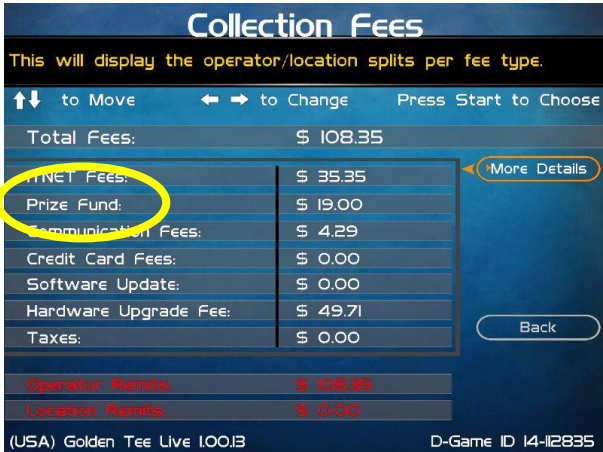 Collection Fees
This will display the operator/location splits per fee type.
to Move to Change Press Start to Choose
Total Fees: $ 108.35
ITNET Fees: $ 35.35 More Details
Prize Fund: $ 19.00
Communication Fees: $ 4.29
Credit Card Fees: $ 0.00
Software Update: $ 0.00
Hardware Upgrade Fee: $ 49.71
Taxes: $ 0.00 Back
Operator Remits: $ 108.35
Location Remits: $ 0.00
(USA) Golden Tee Live 1.00.13 D-Game ID 14-112835